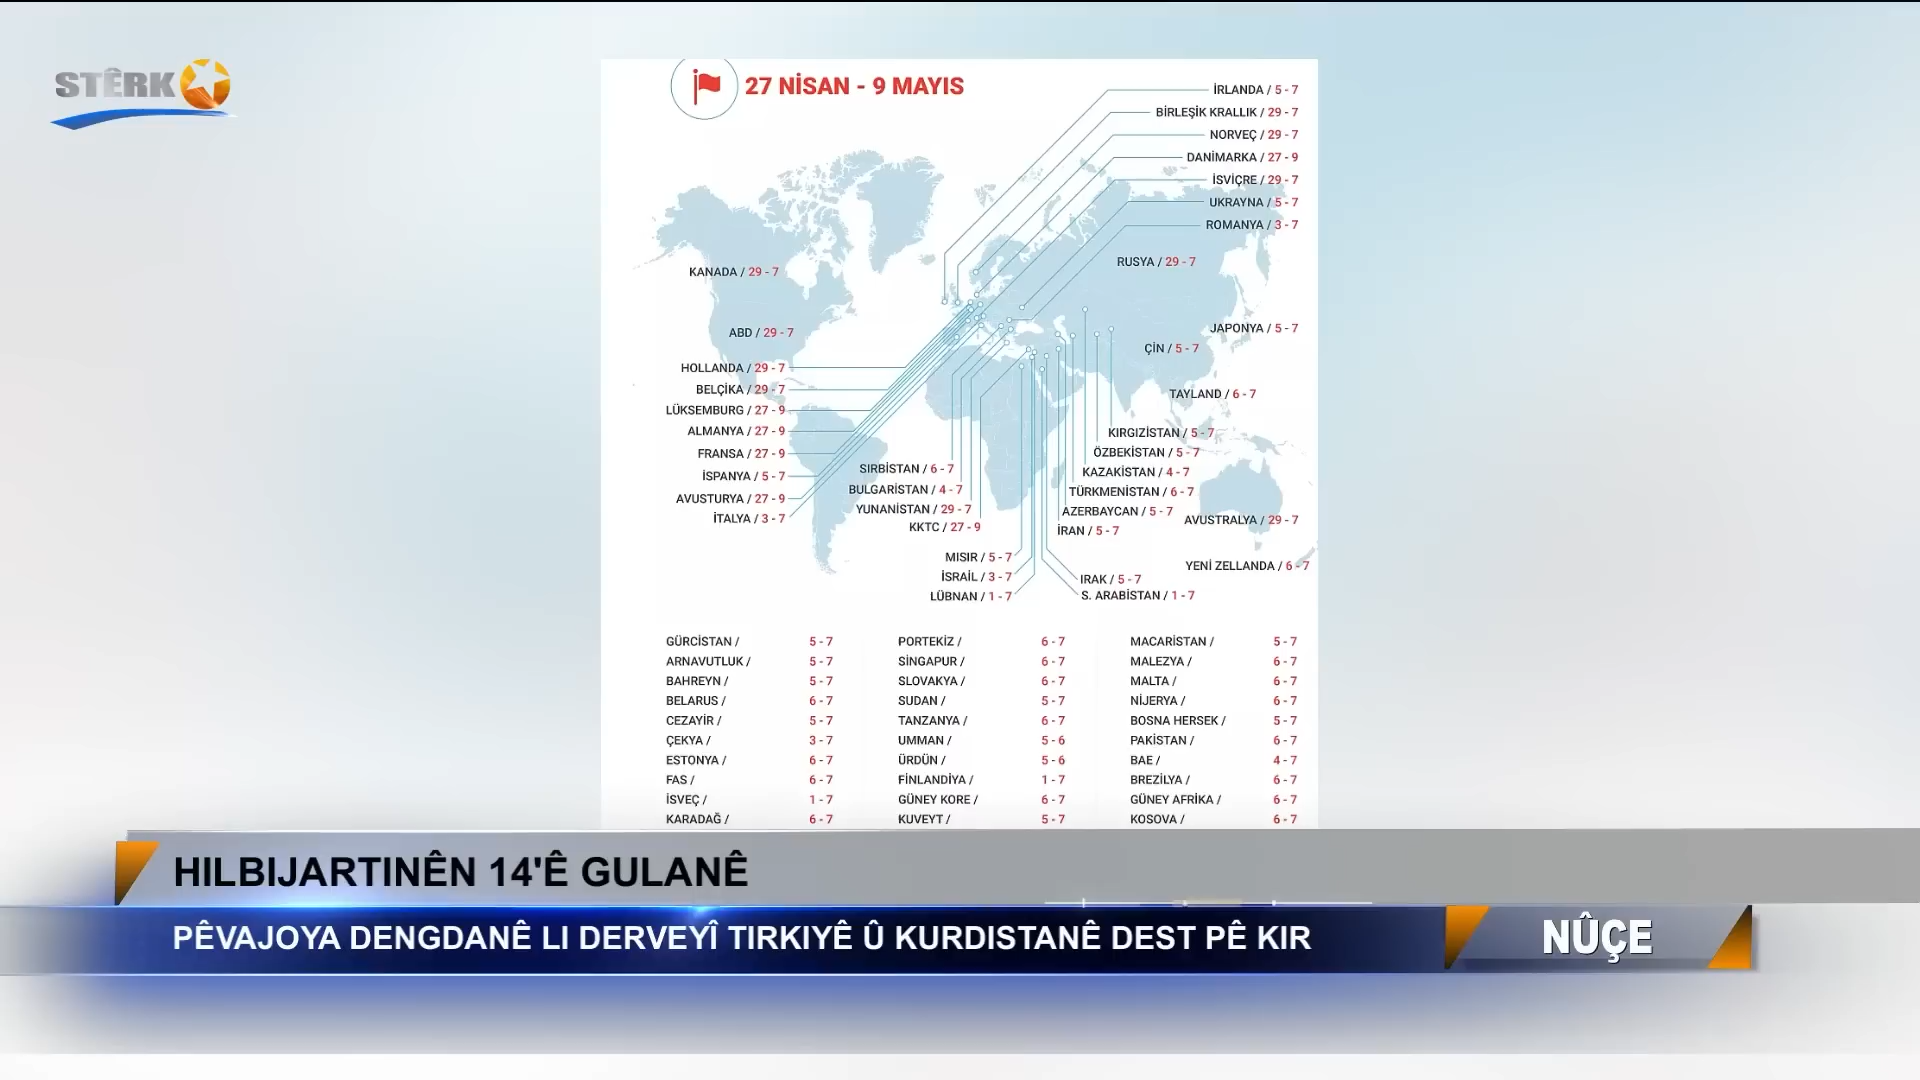 STÊRK
27 NİSAN - 9 MAYIS
İRLANDA / 5 - 7
BİRLEŞİK KRALLIK / 29 - 7
NORVEÇ / 29 - 7
DANİMARKA / 27 - 9
İSVİÇRE / 29 - 7
UKRAYNA / 5 - 7
ROMANYA / 3 - 7
RUSYA / 29 - 7
KANADA / 29 - 7
ABD / 29 - 7
JAPONYA / 5 - 7
ÇİN / 5 - 7
TAYLAND / 6 - 7
HOLLANDA / 29 - 7
BELÇİKA / 29 - 7
LÜKSEMBURG / 27 - 9
ALMANYA / 27 - 9
FRANSA / 27 - 9
İSPANYA / 5 - 7
AVUSTURYA / 27 - 9
İTALYA / 3 - 7
SIRBİSTAN / 6 - 7
BULGARİSTAN / 4 - 7
YUNANİSTAN / 29 - 7
KKTC / 27 - 9
KIRGIZİSTAN / 5 - 7
ÖZBEKİSTAN / 5 - 7
KAZAKİSTAN / 4 - 7
TÜRKMENİSTAN / 6 - 7
AZERBAYCAN / 5 - 7
İRAN / 5 - 7
AVUSTRALYA / 29 - 7
YENİ ZELLANDA / 6 - 7
MISIR / 5 - 7
İSRAİL / 3 - 7
LÜBNAN / 1 - 7
IRAK / 5 - 7
S. ARABİSTAN / 1 - 7
GÜRCİSTAN / 5 - 7
ARNAVUTLUK / 5 - 7
BAHREYN / 5 - 7
BELARUS / 6 - 7
CEZAYİR / 5 - 7
ÇEKYA / 3 - 7
ESTONYA / 6 - 7
FAS / 6 - 7
İSVEÇ / 1 - 7
KARADAĞ / 6 - 7
PORTEKİZ / 6 - 7
SİNGAPUR / 6 - 7
SLOVAKYA / 6 - 7
SUDAN / 5 - 7
TANZANYA / 6 - 7
UMMAN / 5 - 6
ÜRDÜN / 5 - 6
FİNLANDİYA / 1 - 7
GÜNEY KORE / 6 - 7
KUVEYT / 5 - 7
MACARİSTAN / 5 - 7
MALEZYA / 6 - 7
MALTA / 6 - 7
NİJERYA / 6 - 7
BOSNA HERSEK / 5 - 7
PAKİSTAN / 6 - 7
BAE / 4 - 7
BREZİLYA / 6 - 7
GÜNEY AFRİKA / 6 - 7
KOSOVA / 6 - 7
HILBIJARTINÊN 14'Ê GULANÊ
PÊVAJOYA DENGDANÊ LI DERVEYÎ TIRKIYÊ Û KURDISTANÊ DEST PÊ KIR
NÛÇE